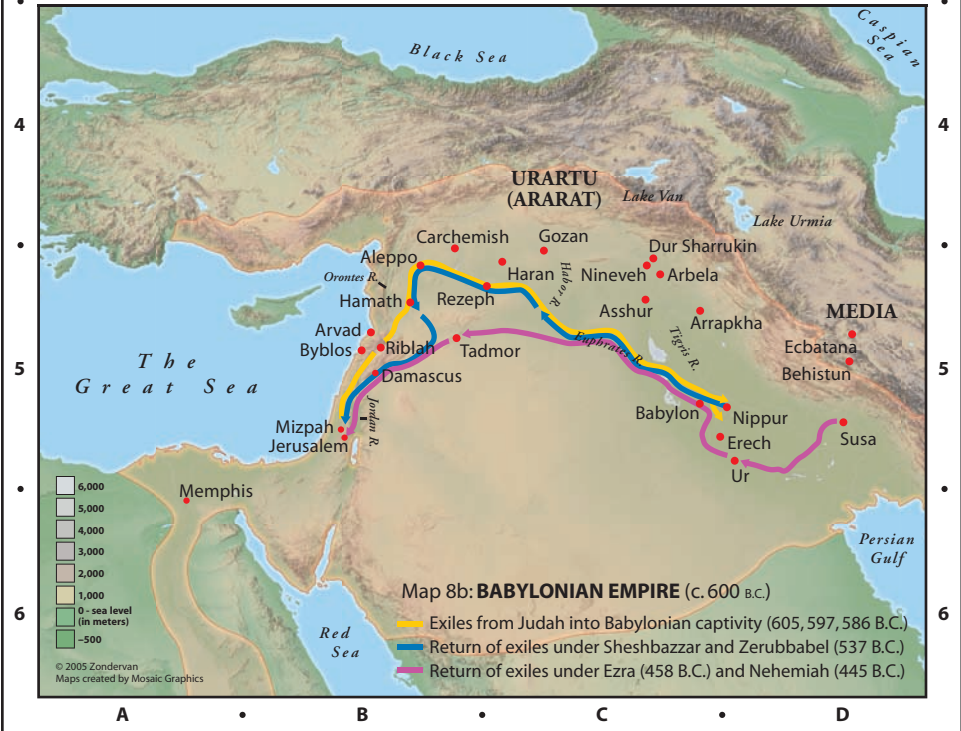 Black Sea
Caspian
Sea
4
4
URARTU
(ARARAT)
Lake Van
Lake Urmia
Carchemish
Gozan
Dur Sharrukin
Aleppo
Haran
Habor R.
Nineveh
Arbela
Orontes R.
Hamath
Rezeph
Asshur
Arrapkha
MEDIA
Arvad
Byblos
Riblah
Tadmor
Euphrates R.
Tigris R.
Ecbatana
Behistun
The
Great Sea
5
5
Damascus
Jordan R.
Babylon
Nippur
Mizpah
Jerusalem
Erech
Susa
Ur
Memphis
6,000
5,000
4,000
3,000
2,000
1,000
0 - sea level
(in meters)
–500
Persian
Gulf
6
6
Red
Sea
Map 8b: BABYLONIAN EMPIRE (c. 600 B.C.)
Exiles from Judah into Babylonian captivity (605, 597, 586 B.C.)
Return of exiles under Sheshbazzar and Zerubbabel (537 B.C.)
Return of exiles under Ezra (458 B.C.) and Nehemiah (445 B.C.)
© 2005 Zondervan
Maps created by Mosaic Graphics
A • B • C • D